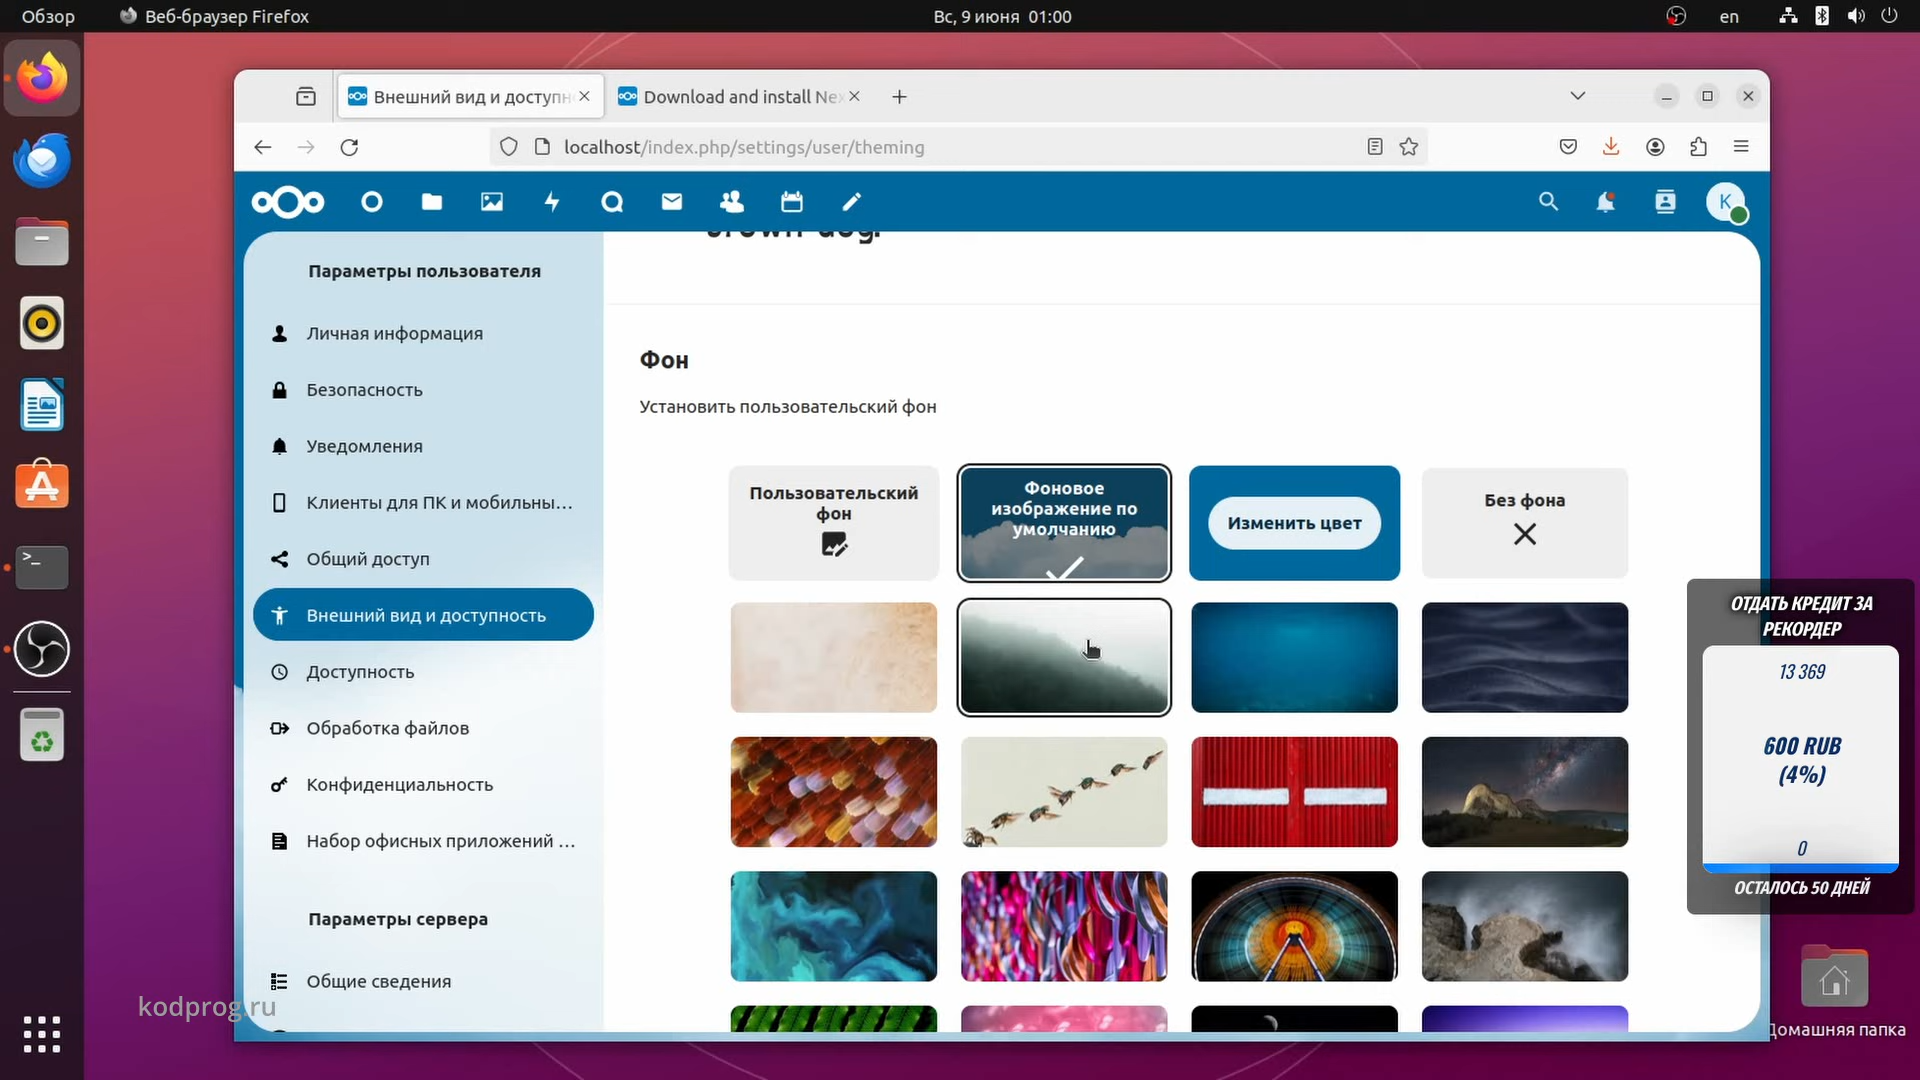 Обзор
Веб-браузер Firefox
Вс, 9 июня 01:00
en
Внешний вид и доступн
Download and install Nex
localhost/index.php/settings/user/theming
K
brown dog.
Параметры пользователя
Личная информация
Безопасность
Уведомления
Клиенты для ПК и мобильны...
Общий доступ
Внешний вид и доступность
Доступность
Обработка файлов
Конфиденциальность
Набор офисных приложений ...
Параметры сервера
Общие сведения
Фон
Установить пользовательский фон
Пользовательский
фон
Фоновое
изображение по
умолчанию
Изменить цвет
Без фона
ОТДАТЬ КРЕДИТ ЗА
РЕКОРДЕР
13 369
600 RUB
(4%)
0
ОСТАЛОСЬ 50 ДНЕЙ
Домашняя папка
kodprog.ru